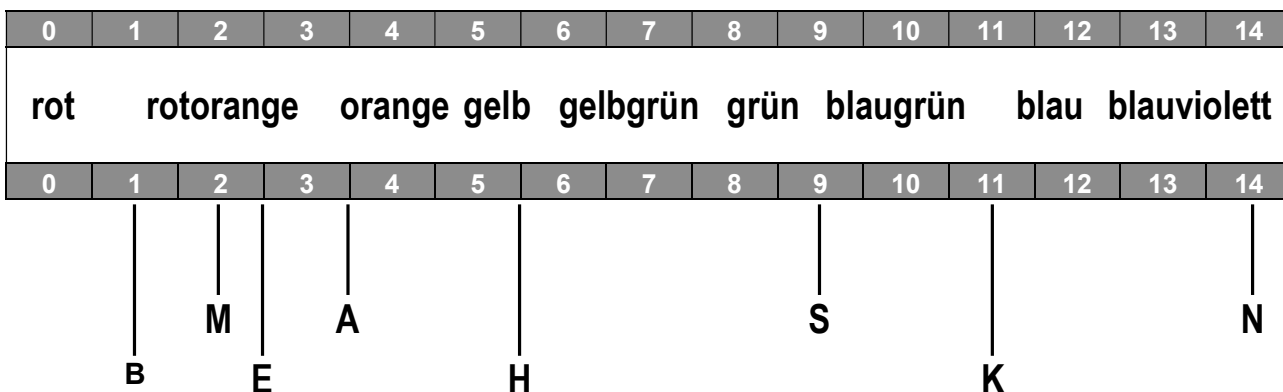 0 1 2 3 4 5 6 7 8 9 10 11 12 13 14
rot rotorange orange gelb gelbgrün grün blaugrün blau blauviolett
0 1 2 3 4 5 6 7 8 9 10 11 12 13 14
M A S N
B E H K